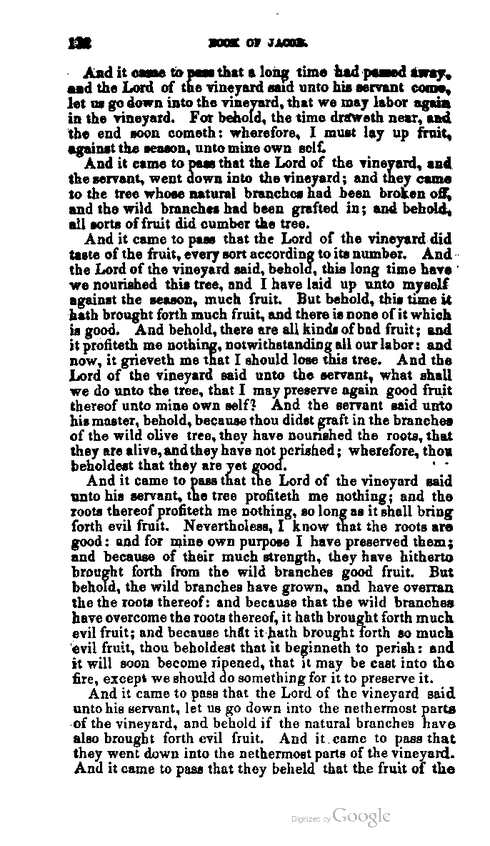 132 BOOK OF JACOB.
And it came to pass that a long time had passed away,
and the Lord of the vineyard said unto his servant come,
let us go down into the vineyard, that we may labor again
in the vineyard. For behold, the time draweth near, and
the end soon cometh: wherefore, I must lay up fruit,
against the season, unto mine own self.
And it came to pass that the Lord of the vineyard, and
the servant, went down into the vineyard; and they came
to the tree whose natural branches had been broken off,
and the wild branches had been grafted in; and behold,
all sorts of fruit did cumber the tree.
And it came to pass that the Lord of the vineyard did
taste of the fruit, every sort according to its number. And
the Lord of the vineyard said, behold, this long time have
we nourished this tree, and I have laid up unto myself
against the season, much fruit. But behold, this time it
hath brought forth much fruit, and there is none of it which
is good. And behold, there are all kinds of bad fruit; and
it profiteth me nothing, notwithstanding all our labor: and
now, it grieveth me that I should lose this tree. And the
Lord of the vineyard said unto the servant, what shall
we do unto the tree, that I may preserve again good fruit
thereof unto mine own self? And the servant said unto
his master, behold, because thou didst graft in the branches
of the wild olive tree, they have nourished the roots, that
they are alive, and they have not perished; wherefore, thou
beholdest that they are yet good.
And it came to pass that the Lord of the vineyard said
unto his servant, the tree profiteth me nothing; and the
roots thereof profiteth me nothing, so long as it shall bring
forth evil fruit. Nevertheless, I know that the roots are
good: and for mine own purpose I have preserved them;
and because of their much strength, they have hitherto
brought forth from the wild branches good fruit. But
behold, the wild branches have grown, and have overran
the the roots thereof: and because that the wild branches
have overcome the roots thereof, it hath brought forth much
evil fruit; and because that it hath brought forth so much
evil fruit, thou beholdest that it beginneth to perish: and
it will soon become ripened, that it may be cast into the
fire, except we should do something for it to preserve it.
And it came to pass that the Lord of the vineyard said
unto his servant, let us go down into the nethermost parts
of the vineyard, and behold if the natural branches have
also brought forth evil fruit. And it came to pass that
they went down into the nethermost parts of the vineyard.
And it came to pass that they beheld that the fruit of the
Digitized by Google